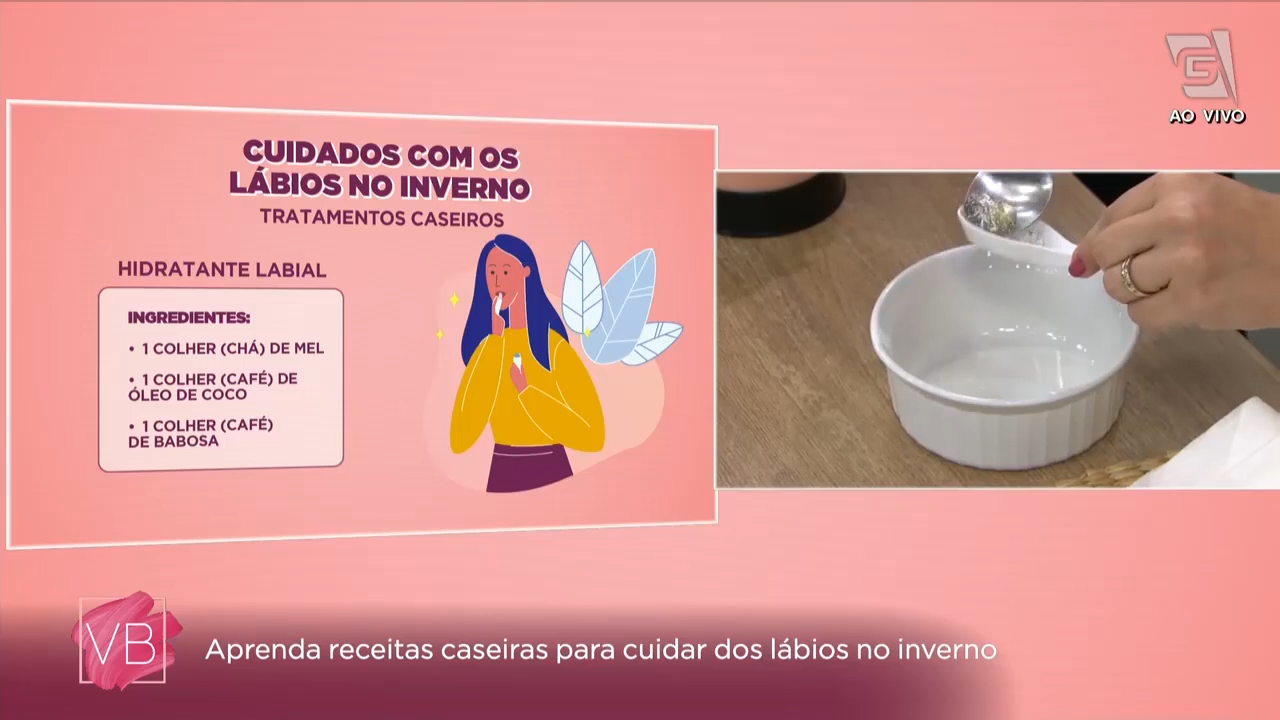 AO VIVO
CUIDADOS COM OS
LÁBIOS NO INVERNO
TRATAMENTOS CASEIROS
HIDRATANTE LABIAL
INGREDIENTES:
• 1 COLHER (CHÁ) DE MEL
• 1 COLHER (CAFÉ) DE
ÓLEO DE COCO
• 1 COLHER (CAFÉ)
DE BABOSA
VB
Aprenda receitas caseiras para cuidar dos lábios no inverno